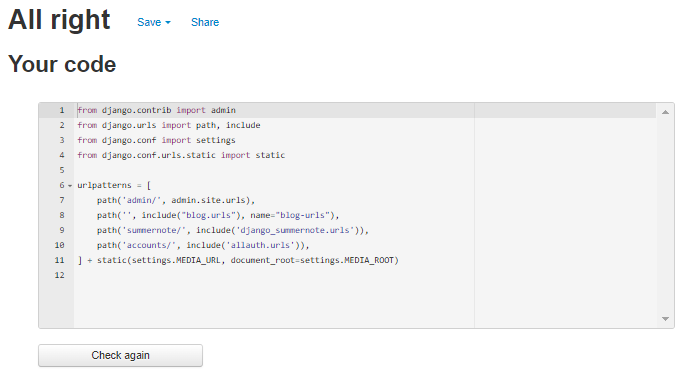 All right Save Share
Your code
1 from django.contrib import admin
2 from django.urls import path, include
3 from django.conf import settings
4 from django.conf.urls.static import static
5
6 urlpatterns = [
7     path('admin/', admin.site.urls),
8     path('', include("blog.urls"), name="blog-urls"),
9     path('summernote/', include('django_summernote.urls')),
10     path('accounts/', include('allauth.urls')),
11 ] + static(settings.MEDIA_URL, document_root=settings.MEDIA_ROOT)
12
Check again